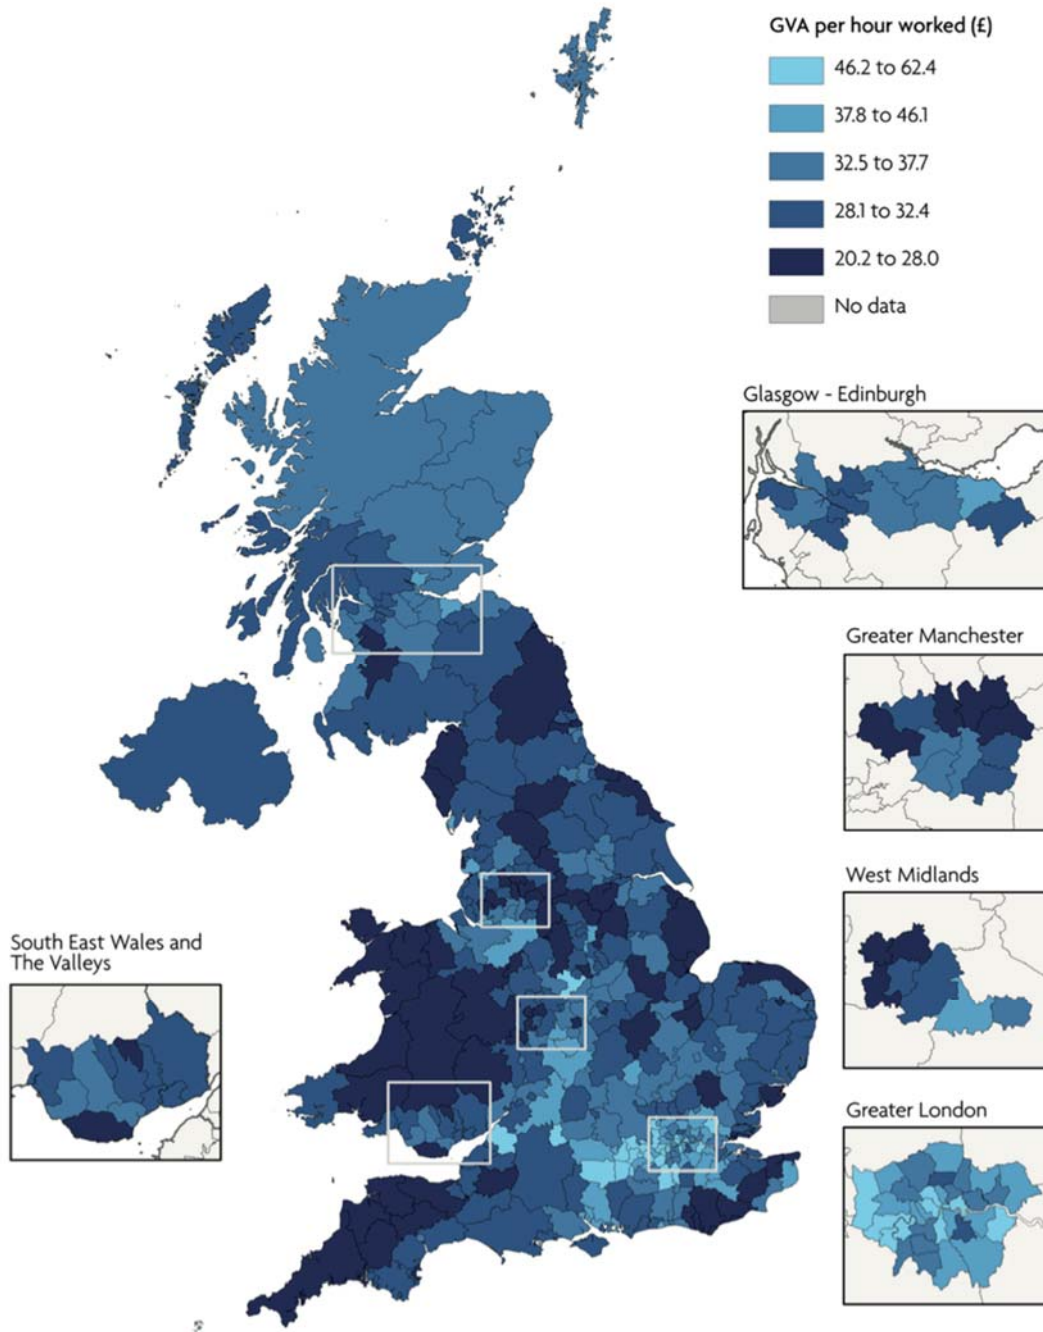 GVA per hour worked (£)
46.2 to 62.4
37.8 to 46.1
32.5 to 37.7
28.1 to 32.4
20.2 to 28.0
No data
Glasgow - Edinburgh
Greater Manchester
West Midlands
South East Wales and
The Valleys
Greater London